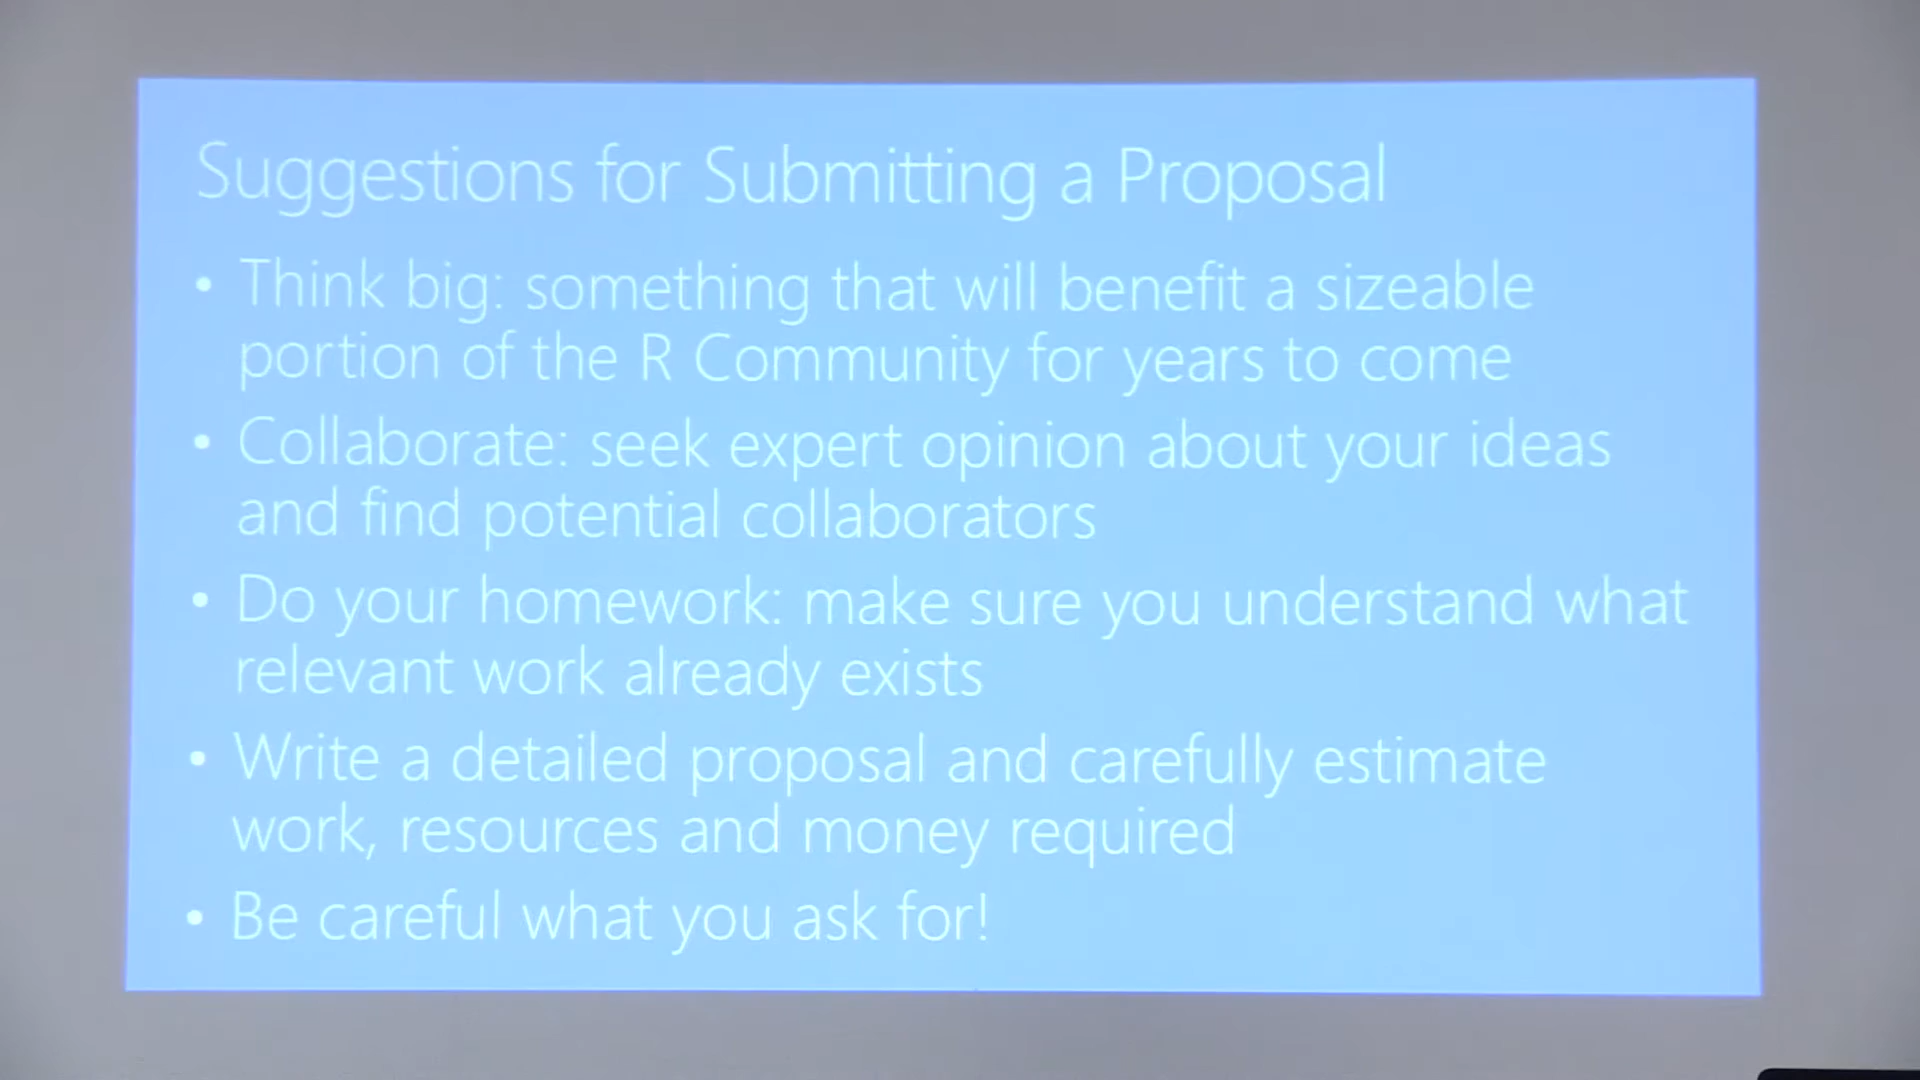 Suggestions for Submitting a Proposal
• Think big: something that will benefit a sizeable
portion of the R Community for years to come
• Collaborate: seek expert opinion about your ideas
and find potential collaborators
• Do your homework: make sure you understand what
relevant work already exists
• Write a detailed proposal and carefully estimate
work, resources and money required
• Be careful what you ask for!